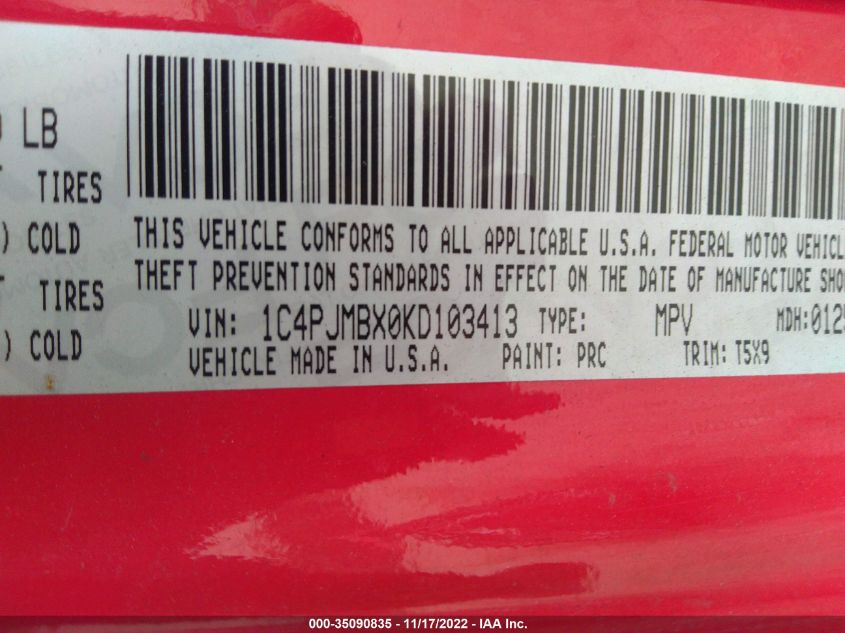 LB
TIRES
) COLD
TIRES
) COLD
THIS VEHICLE CONFORMS TO ALL APPLICABLE U.S.A. FEDERAL MOTOR VEHICL
THEFT PREVENTION STANDARDS IN EFFECT ON THE DATE OF MANUFACTURE SHO
VIN: 1C4PJMBX0KD103413 TYPE: MPV MDH:0125
VEHICLE MADE IN U.S.A. PAINT: PRC TRIM: T5X9
000-35090835 - 11/17/2022 - IAA Inc.